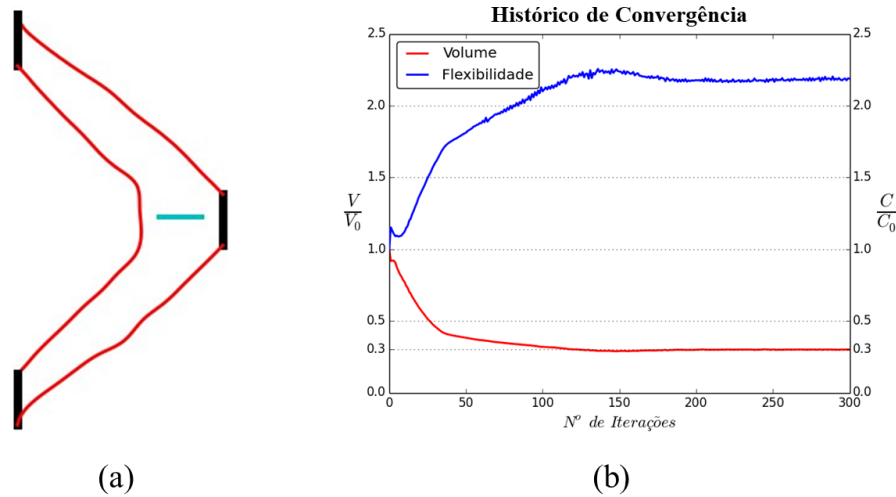 Histórico de Convergência
Volume
Flexibilidade
2.5
2.0
1.5
1.0
0.5
0.3
0.0
V
V0
2.5
2.0
1.5
1.0
0.5
0.3
0.0
C
C0
0 50 100 150 200 250 300
Nº de Iterações
(a) (b)